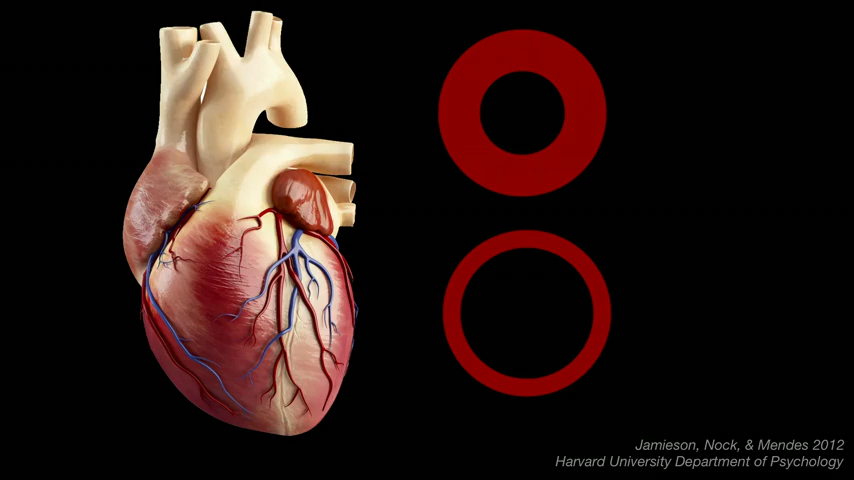 Jamieson, Nock, & Mendes 2012
Harvard University Department of Psychology